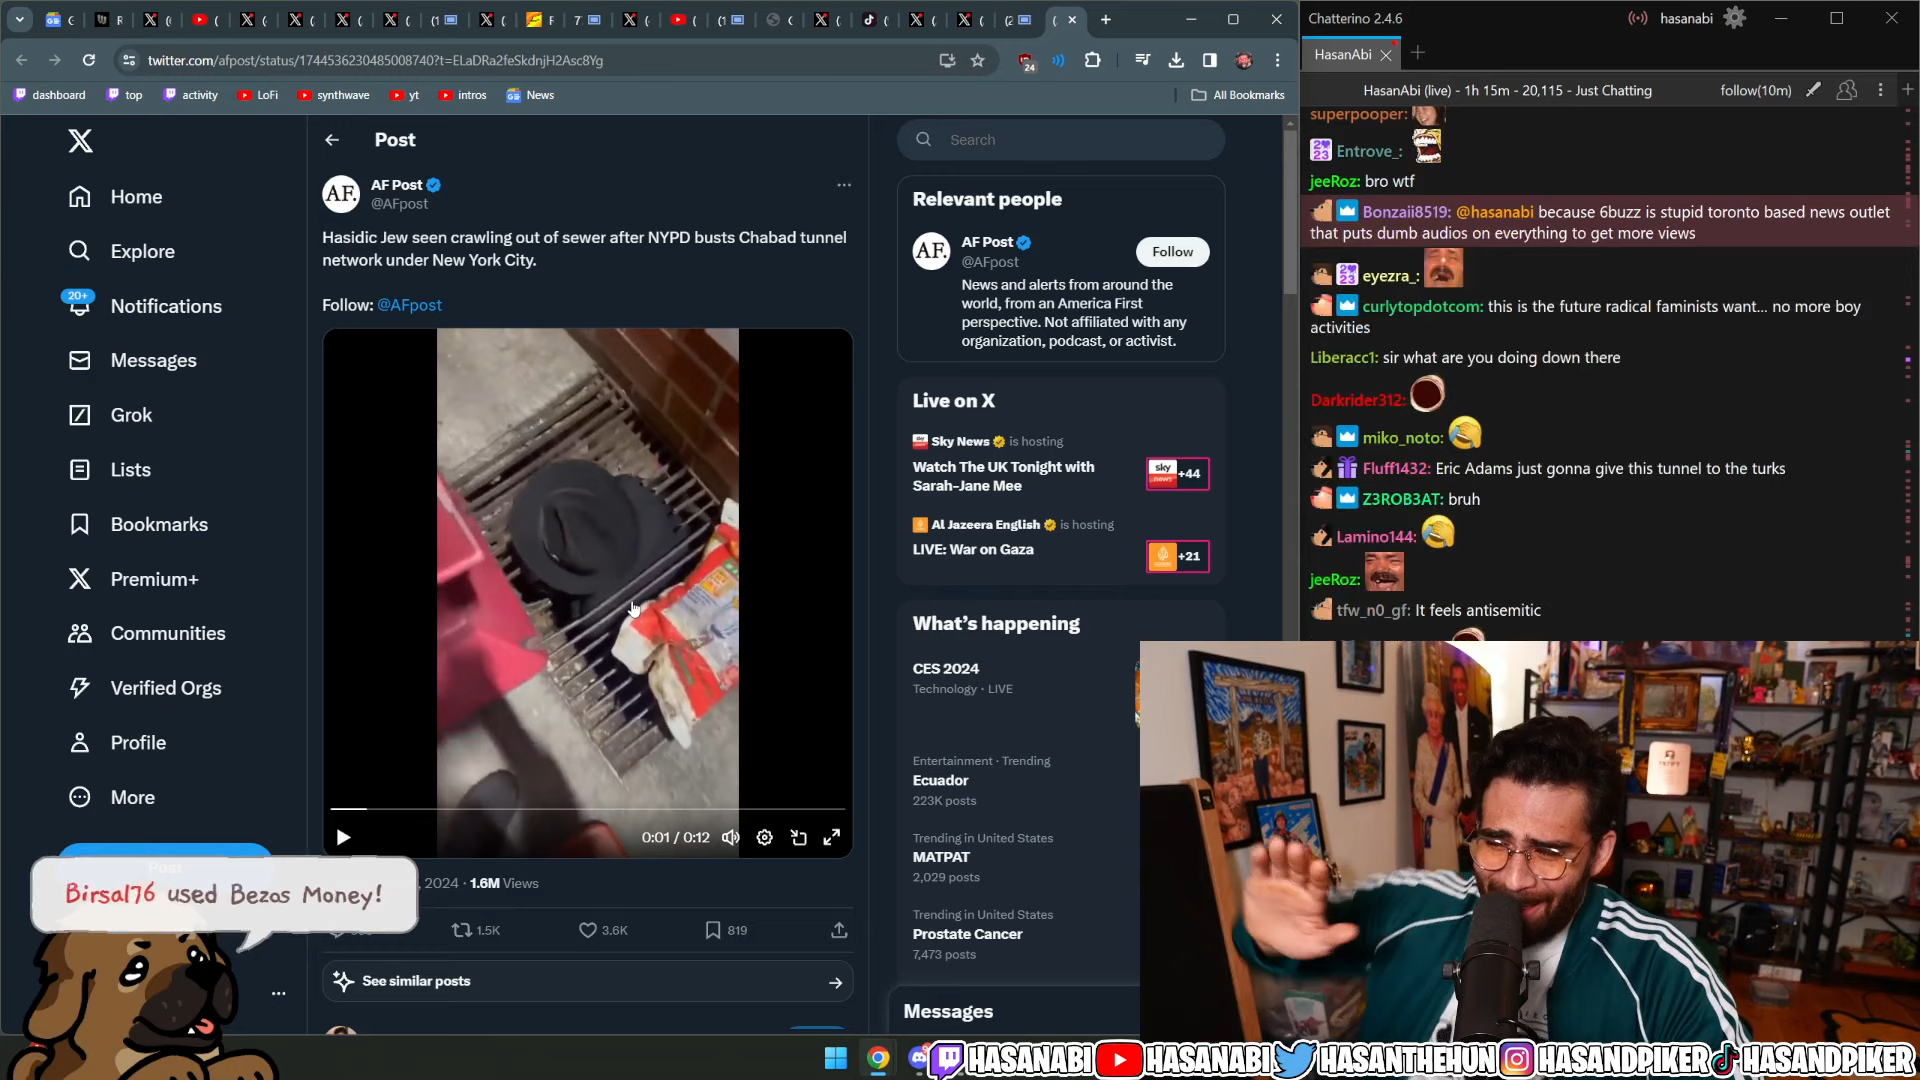 twitter.com/afpost/status/1744536230485008740?t=ELaDRa2feSkdnjH2Asc8Yg
24
dashboard
top
activity
LoFi
synthwave
yt
intros
News
All Bookmarks
Home
Explore
20+
Notifications
Messages
Grok
Lists
Bookmarks
Premium+
Communities
Verified Orgs
Profile
More
Post
Post
AF.
AF Post
@AFpost
Hasidic Jew seen crawling out of sewer after NYPD busts Chabad tunnel
network under New York City.
Follow: @AFpost
0:01 / 0:12
, 2024 · 1.6M Views
1.5K
3.6K
819
See similar posts
Search
Relevant people
AF.
AF Post
@AFpost
Follow
News and alerts from around the
world, from an America First
perspective. Not affiliated with any
organization, podcast, or activist.
Live on X
Sky News is hosting
Watch The UK Tonight with
Sarah-Jane Mee
sky news +44
Al Jazeera English is hosting
LIVE: War on Gaza
+21
What's happening
CES 2024
Technology · LIVE
Entertainment · Trending
Ecuador
223K posts
Trending in United States
MATPAT
2,029 posts
Trending in United States
Prostate Cancer
7,473 posts
Messages
Chatterino 2.4.6
hasanabi
HasanAbi
HasanAbi (live) - 1h 15m - 20,115 - Just Chatting
follow(10m)
superpooper:
Entrove_:
jeeRoz: bro wtf
Bonzaii8519: @hasanabi because 6buzz is stupid toronto based news outlet
that puts dumb audios on everything to get more views
eyezra_:
curlytopdotcom: this is the future radical faminists want... no more boy
activities
Liberacc1: sir what are you doing down there
Darkrider312:
miko_noto:
Fluff1432: Eric Adams just gonna give this tunnel to the turks
Z3ROB3AT: bruh
Lamino144:
jeeRoz:
tfw_n0_gf: It feels antisemitic
Birsal76 used Bezos Money!
HASANABI HASANABI HASANTHEHUN HASANDPIKER HASANDPIKER